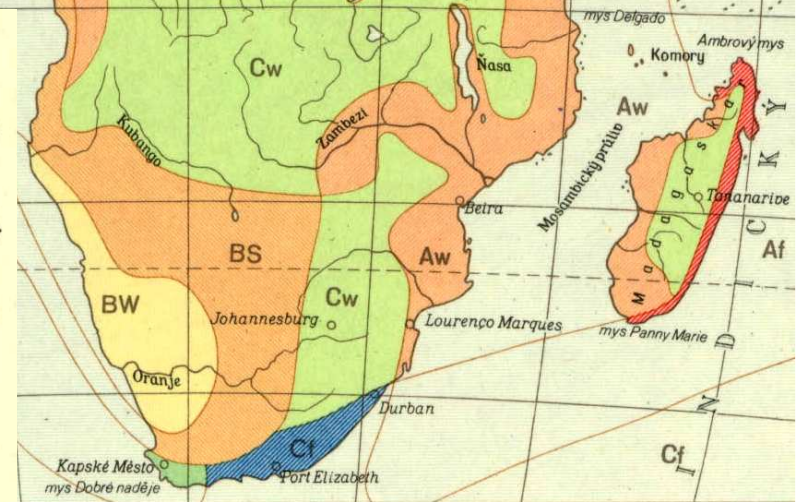 mys Delgado
Ambrový mys
Komory
Ňasa
Cw
Aw
Zambezi
Kubango
Mosambický průliv
Madagaskar
Tananarive
Beira
BS
Aw
Af
BW
Cw
Johannesburg
Lourenço Marques
mys Panny Marie
Oranje
Durban
Cf
Cf
Kapské Město
Port Elizabeth
mys Dobré naděje
I N D I C K Ý